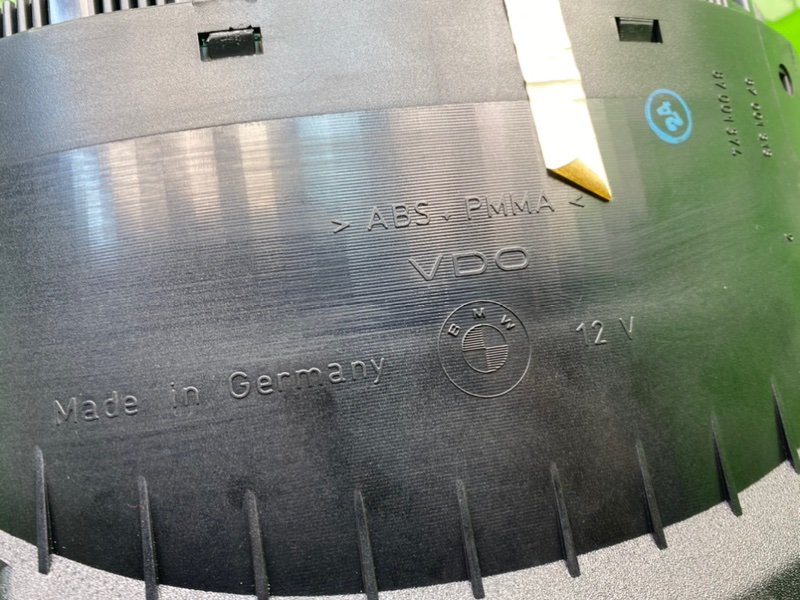 24
> ABS, PMMA <
VDO
BMW
12 V
Made in Germany